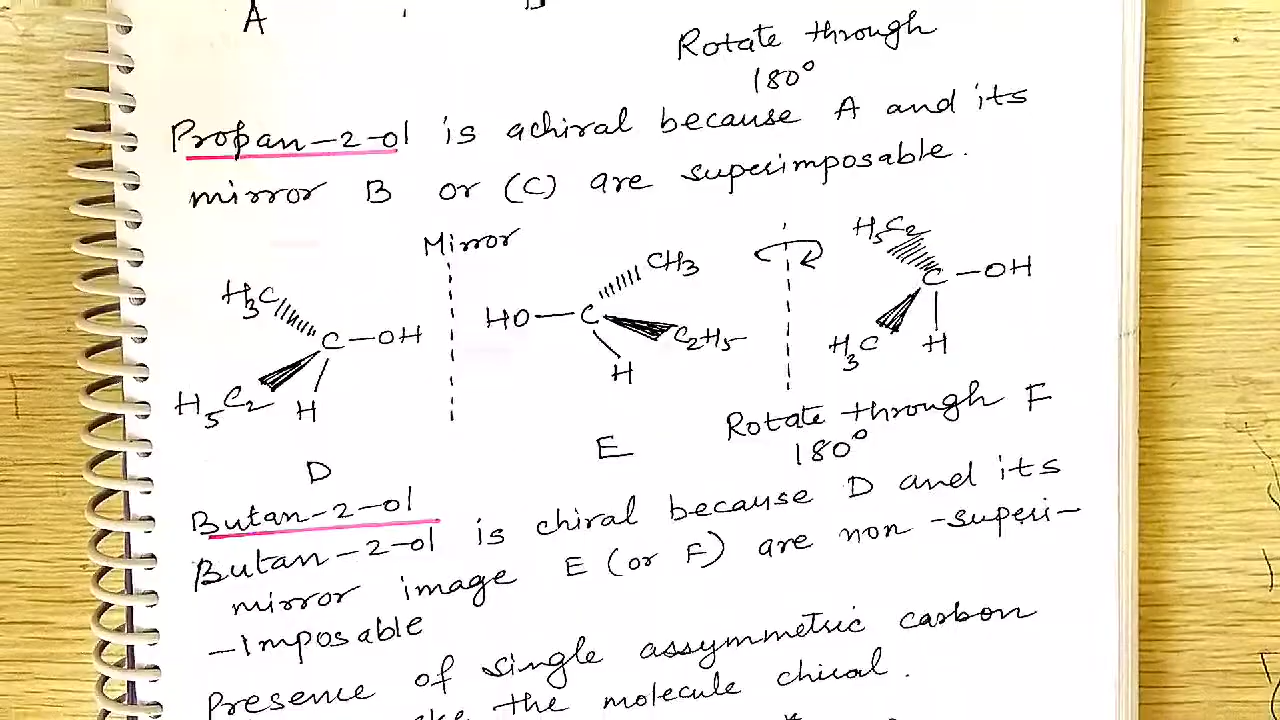 A
Rotate through
180°
Propan-2-ol is achiral because A and its
mirror B or (C) are superimposable.
Mirror
H3C C-OH H5C2 H
HO-C CH3 C2H5 H
H5C2 C-OH H3C H
D
E
Rotate through F
180°
Butan-2-ol
Butan-2-ol is chiral because D and its
mirror image E (or F) are non-superi-
-imposable
Presence of single assymmetric carbon
the molecule chiral.